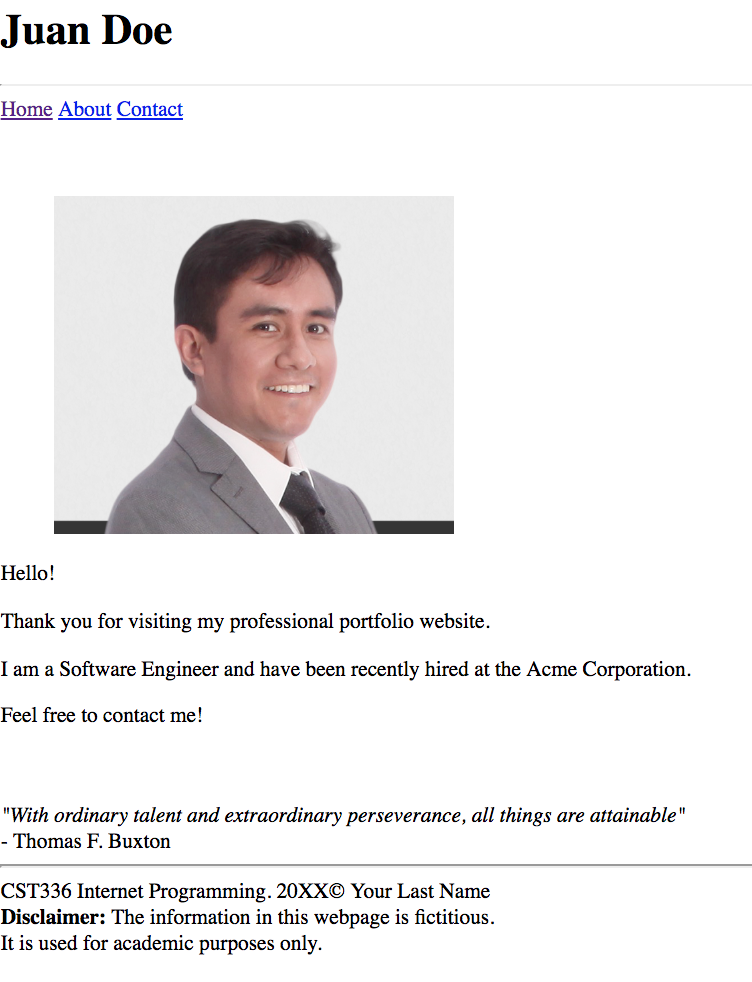 Juan Doe
Home About Contact
Hello!
Thank you for visiting my professional portfolio website.
I am a Software Engineer and have been recently hired at the Acme Corporation.
Feel free to contact me!
"With ordinary talent and extraordinary perseverance, all things are attainable"
- Thomas F. Buxton
CST336 Internet Programming. 20XX© Your Last Name
Disclaimer: The information in this webpage is fictitious.
It is used for academic purposes only.